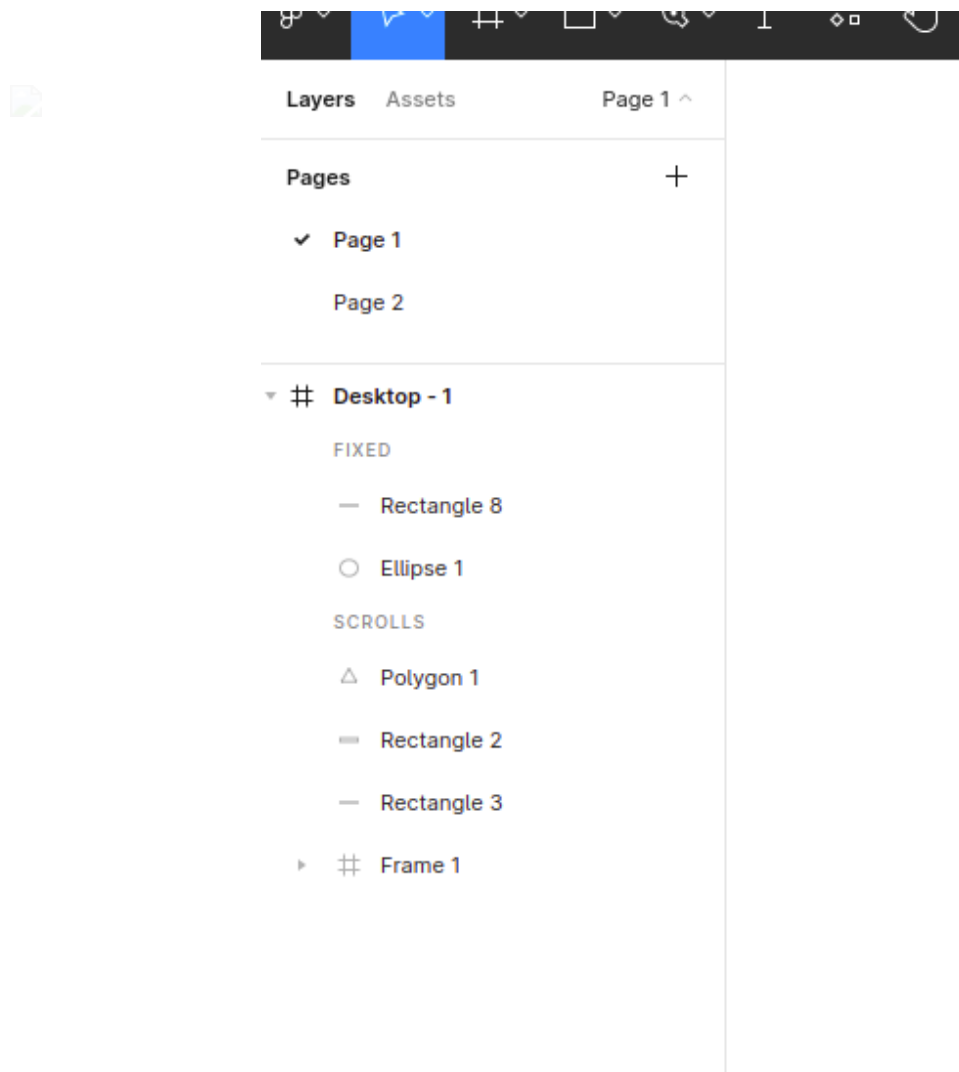 Layers Assets Page 1
Pages
Page 1
Page 2
Desktop - 1
FIXED
Rectangle 8
Ellipse 1
SCROLLS
Polygon 1
Rectangle 2
Rectangle 3
Frame 1